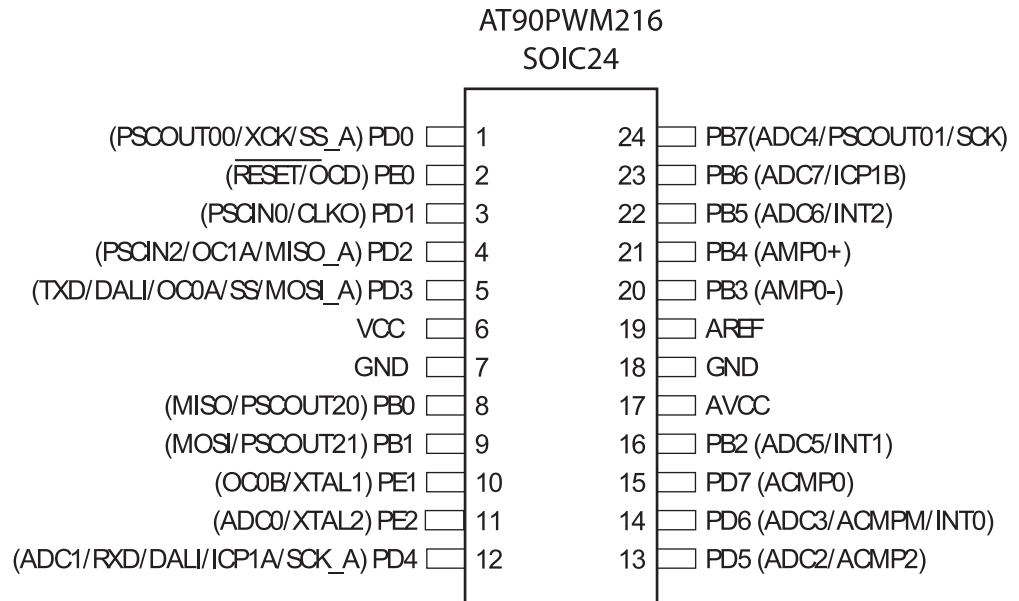 AT90PWM216
SOIC24
(PSCOUT00/XCK/SS_A) PD0 1 24 PB7(ADC4/PSCOUT01/SCK)
(RESET/OCD) PE0 2 23 PB6 (ADC7/ICP1B)
(PSCIN0/CLKO) PD1 3 22 PB5 (ADC6/INT2)
(PSCIN2/OC1A/MISO_A) PD2 4 21 PB4 (AMP0+)
(TXD/DALI/OC0A/SS/MOSI_A) PD3 5 20 PB3 (AMP0-)
VCC 6 19 AREF
GND 7 18 GND
(MISO/PSCOUT20) PB0 8 17 AVCC
(MOSI/PSCOUT21) PB1 9 16 PB2 (ADC5/INT1)
(OC0B/XTAL1) PE1 10 15 PD7 (ACMP0)
(ADC0/XTAL2) PE2 11 14 PD6 (ADC3/ACMPM/INT0)
(ADC1/RXD/DALI/ICP1A/SCK_A) PD4 12 13 PD5 (ADC2/ACMP2)